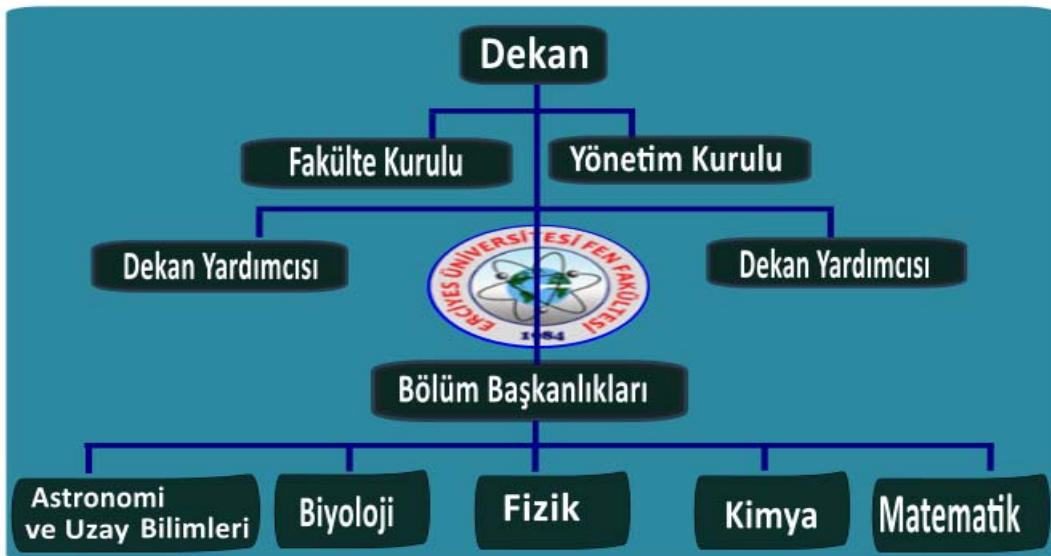 Dekan
Fakülte Kurulu
Yönetim Kurulu
Dekan Yardımcısı
Dekan Yardımcısı
ERCİYES ÜNİVERSİTESİ FEN FAKÜLTESİ
1984
Bölüm Başkanlıkları
Astronomi
ve Uzay Bilimleri
Biyoloji
Fizik
Kimya
Matematik